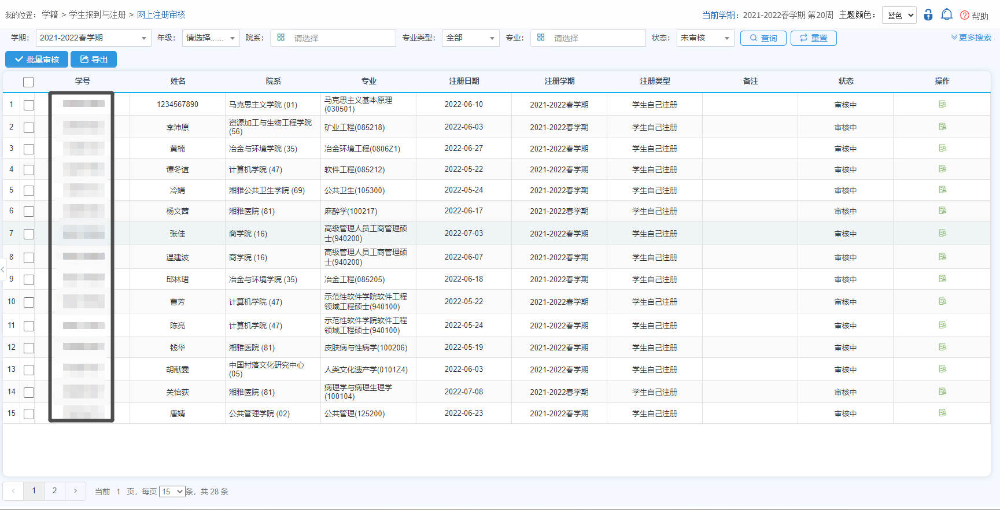 我的位置： 学籍 > 学生报到与注册 > 网上注册审核
当前学期：2021-2022春学期 第20周 主题颜色： 蓝色 帮助
学期： 2021-2022春学期 年级： 请选择...... 院系： 请选择 专业类型： 全部 专业： 请选择 状态： 未审核 查询 重置 更多搜索
批量审核 导出
学号 姓名 院系 专业 注册日期 注册学期 注册类型 备注 状态 操作
1 1234567890 马克思主义学院 (01) 马克思主义基本原理(030501) 2022-06-10 2021-2022春学期 学生自己注册 审核中
2 李沛原 资源加工与生物工程学院(56) 矿业工程(085218) 2022-06-03 2021-2022春学期 学生自己注册 审核中
3 黄楠 冶金与环境学院 (35) 冶金环境工程(0806Z1) 2022-06-27 2021-2022春学期 学生自己注册 审核中
4 谭冬谊 计算机学院 (47) 软件工程(085212) 2022-05-22 2021-2022春学期 学生自己注册 审核中
5 冷娟 湘雅公共卫生学院 (69) 公共卫生(105300) 2022-05-24 2021-2022春学期 学生自己注册 审核中
6 杨文茜 湘雅医院 (81) 麻醉学(100217) 2022-06-17 2021-2022春学期 学生自己注册 审核中
7 张佳 商学院 (16) 高级管理人员工商管理硕士(940200) 2022-07-03 2021-2022春学期 学生自己注册 审核中
8 温建波 商学院 (16) 高级管理人员工商管理硕士(940200) 2022-06-07 2021-2022春学期 学生自己注册 审核中
9 邱林珺 冶金与环境学院 (35) 冶金工程(085205) 2022-06-18 2021-2022春学期 学生自己注册 审核中
10 曹芳 计算机学院 (47) 示范性软件学院软件工程领域工程硕士(940100) 2022-05-22 2021-2022春学期 学生自己注册 审核中
11 陈亮 计算机学院 (47) 示范性软件学院软件工程领域工程硕士(940100) 2022-05-24 2021-2022春学期 学生自己注册 审核中
12 钱华 湘雅医院 (81) 皮肤病与性病学(100206) 2022-05-19 2021-2022春学期 学生自己注册 审核中
13 胡献雯 中国村落文化研究中心(05) 人类文化遗产学(0101Z4) 2022-06-03 2021-2022春学期 学生自己注册 审核中
14 关怡荻 湘雅医院 (81) 病理学与病理生理学(100104) 2022-07-08 2021-2022春学期 学生自己注册 审核中
15 唐婧 公共管理学院 (02) 公共管理(125200) 2022-06-23 2021-2022春学期 学生自己注册 审核中
1 2 当前 1 页，每页 15 条，共 28 条